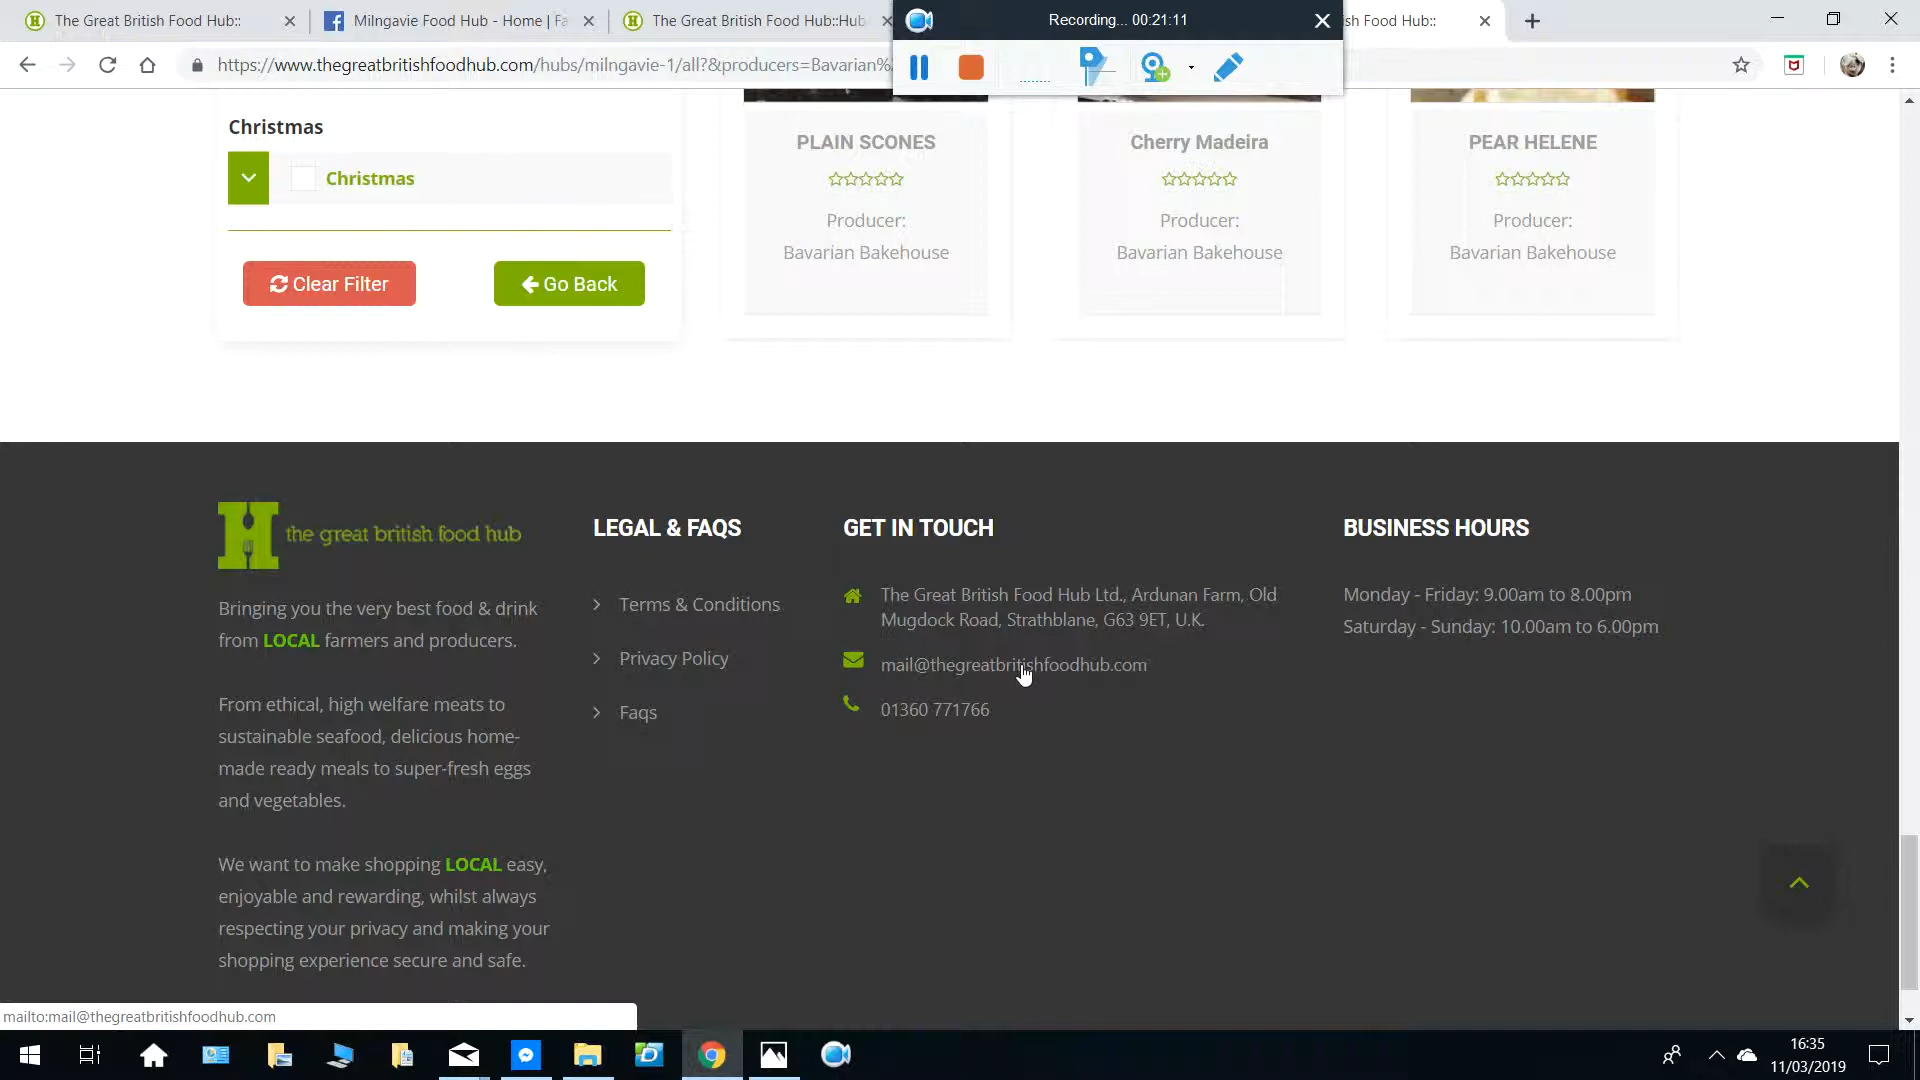 The Great British Food Hub::
Milngavie Food Hub - Home | Fa
The Great British Food Hub::Hub
Recording... 00:21:11
sh Food Hub::
https://www.thegreatbritishfoodhub.com/hubs/milngavie-1/all?&producers=Bavarian%
Christmas
Christmas
Clear Filter
Go Back
PLAIN SCONES
Producer:
Bavarian Bakehouse
Cherry Madeira
Producer:
Bavarian Bakehouse
PEAR HELENE
Producer:
Bavarian Bakehouse
the great british food hub
Bringing you the very best food & drink
from LOCAL farmers and producers.
From ethical, high welfare meats to
sustainable seafood, delicious home-
made ready meals to super-fresh eggs
and vegetables.
We want to make shopping LOCAL easy,
enjoyable and rewarding, whilst always
respecting your privacy and making your
shopping experience secure and safe.
LEGAL & FAQS
Terms & Conditions
Privacy Policy
Faqs
GET IN TOUCH
The Great British Food Hub Ltd., Ardunan Farm, Old
Mugdock Road, Strathblane, G63 9ET, U.K.
mail@thegreatbritishfoodhub.com
01360 771766
BUSINESS HOURS
Monday - Friday: 9.00am to 8.00pm
Saturday - Sunday: 10.00am to 6.00pm
mailto:mail@thegreatbritishfoodhub.com
16:35
11/03/2019